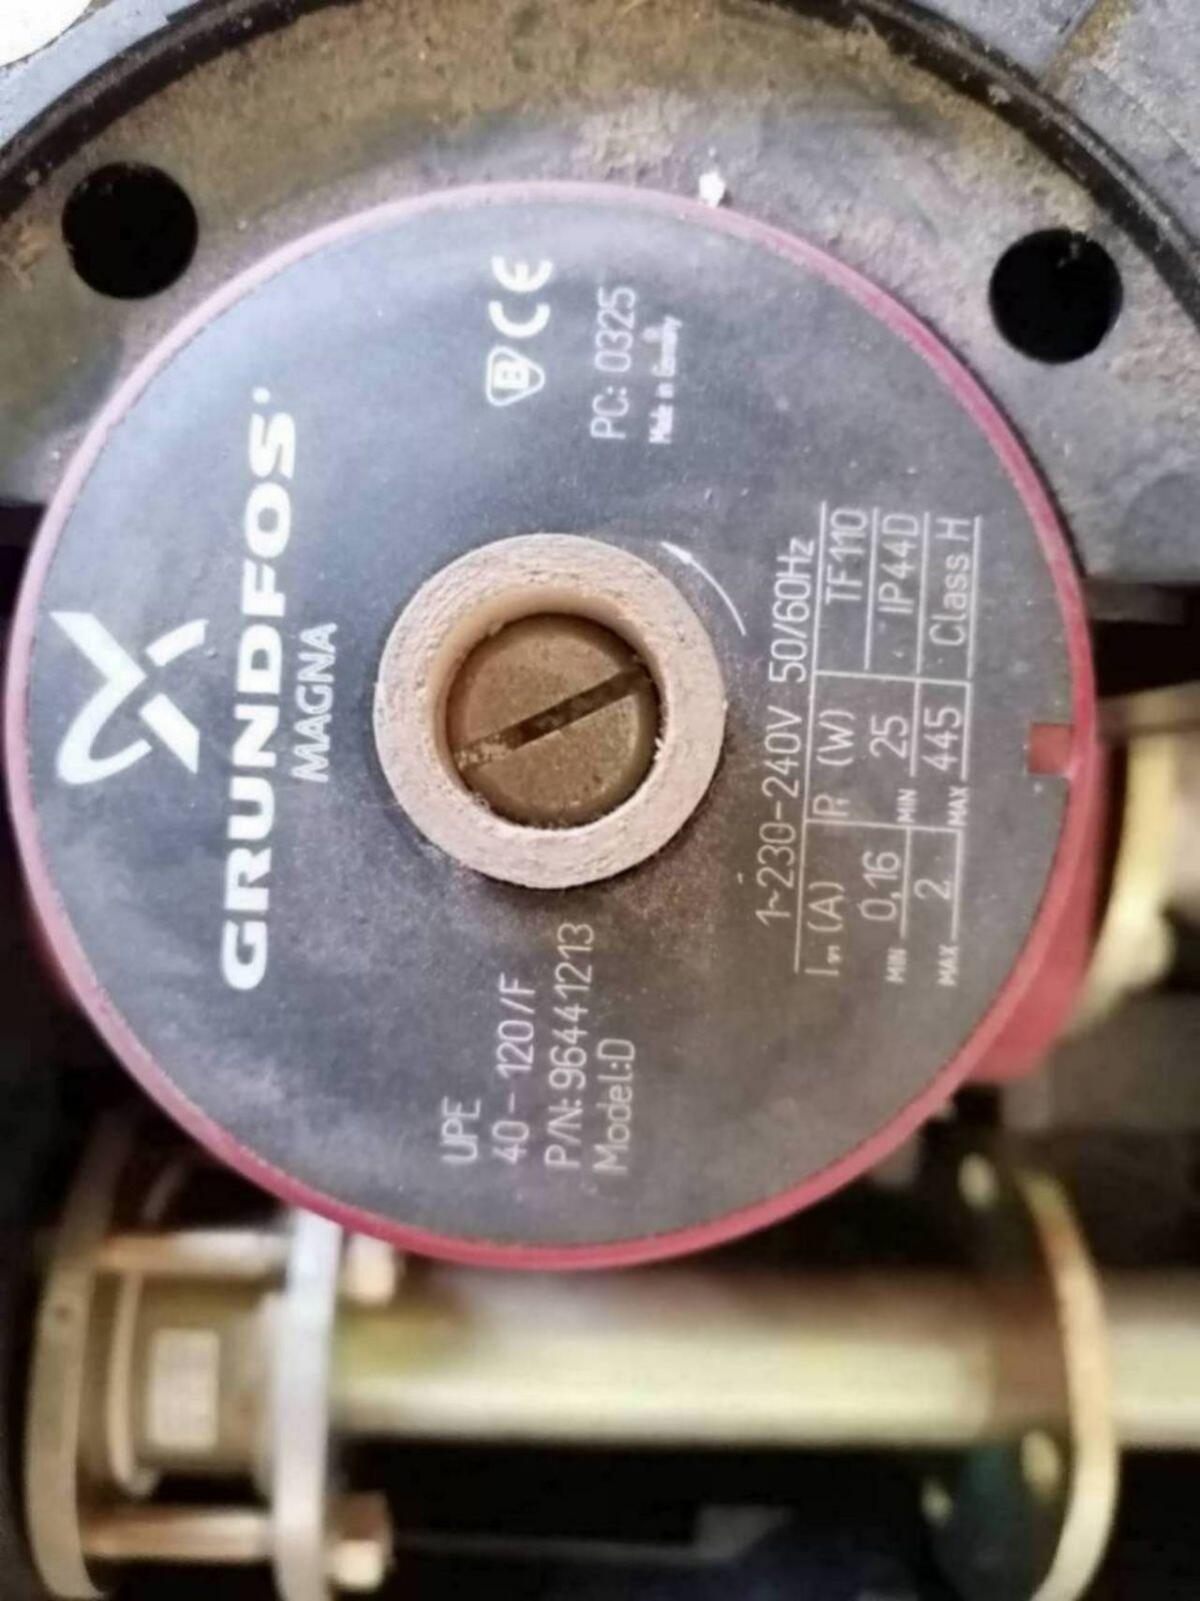 GRUNDFOS
MAGNA
UPE
40-120/F
P/N:96441213
Model:D
B CE
PC: 0325
Made in Germany
1~230-240V 50/60Hz
I₁/₁ (A) P₁ (W) TF110
MIN 0,16 MIN 25 IP44D
MAX 2 MAX 445 Class H